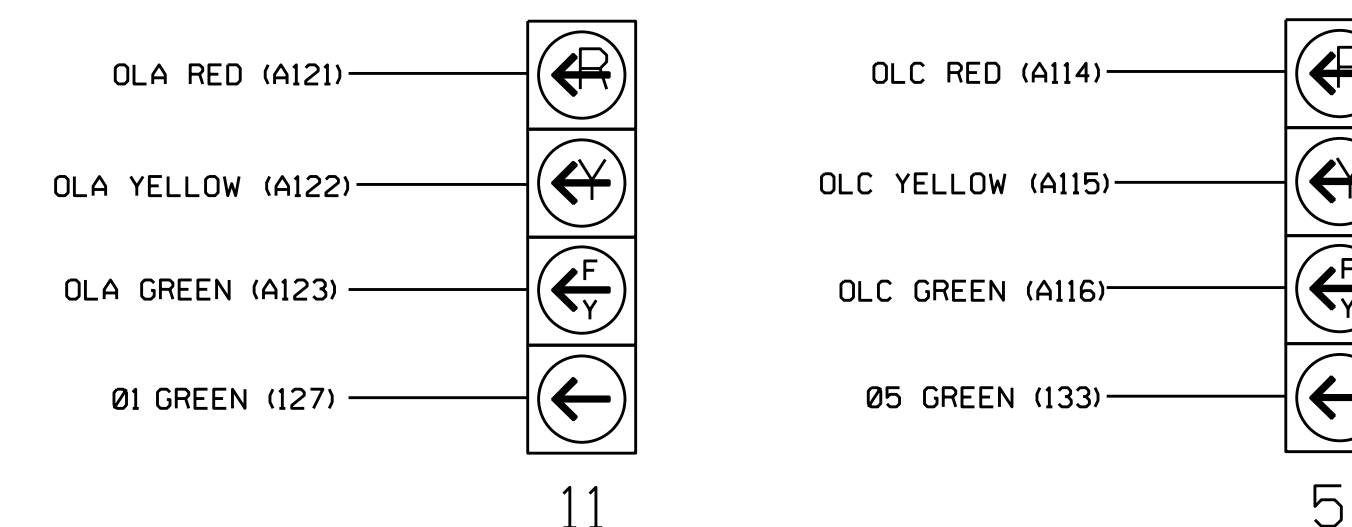 OLA RED (A121)
R
OLA YELLOW (A122)
Y
OLA GREEN (A123)
F
Y
Ø1 GREEN (127)
11
OLC RED (A114)
OLC YELLOW (A115)
OLC GREEN (A116)
F
Y
Ø5 GREEN (133)
5